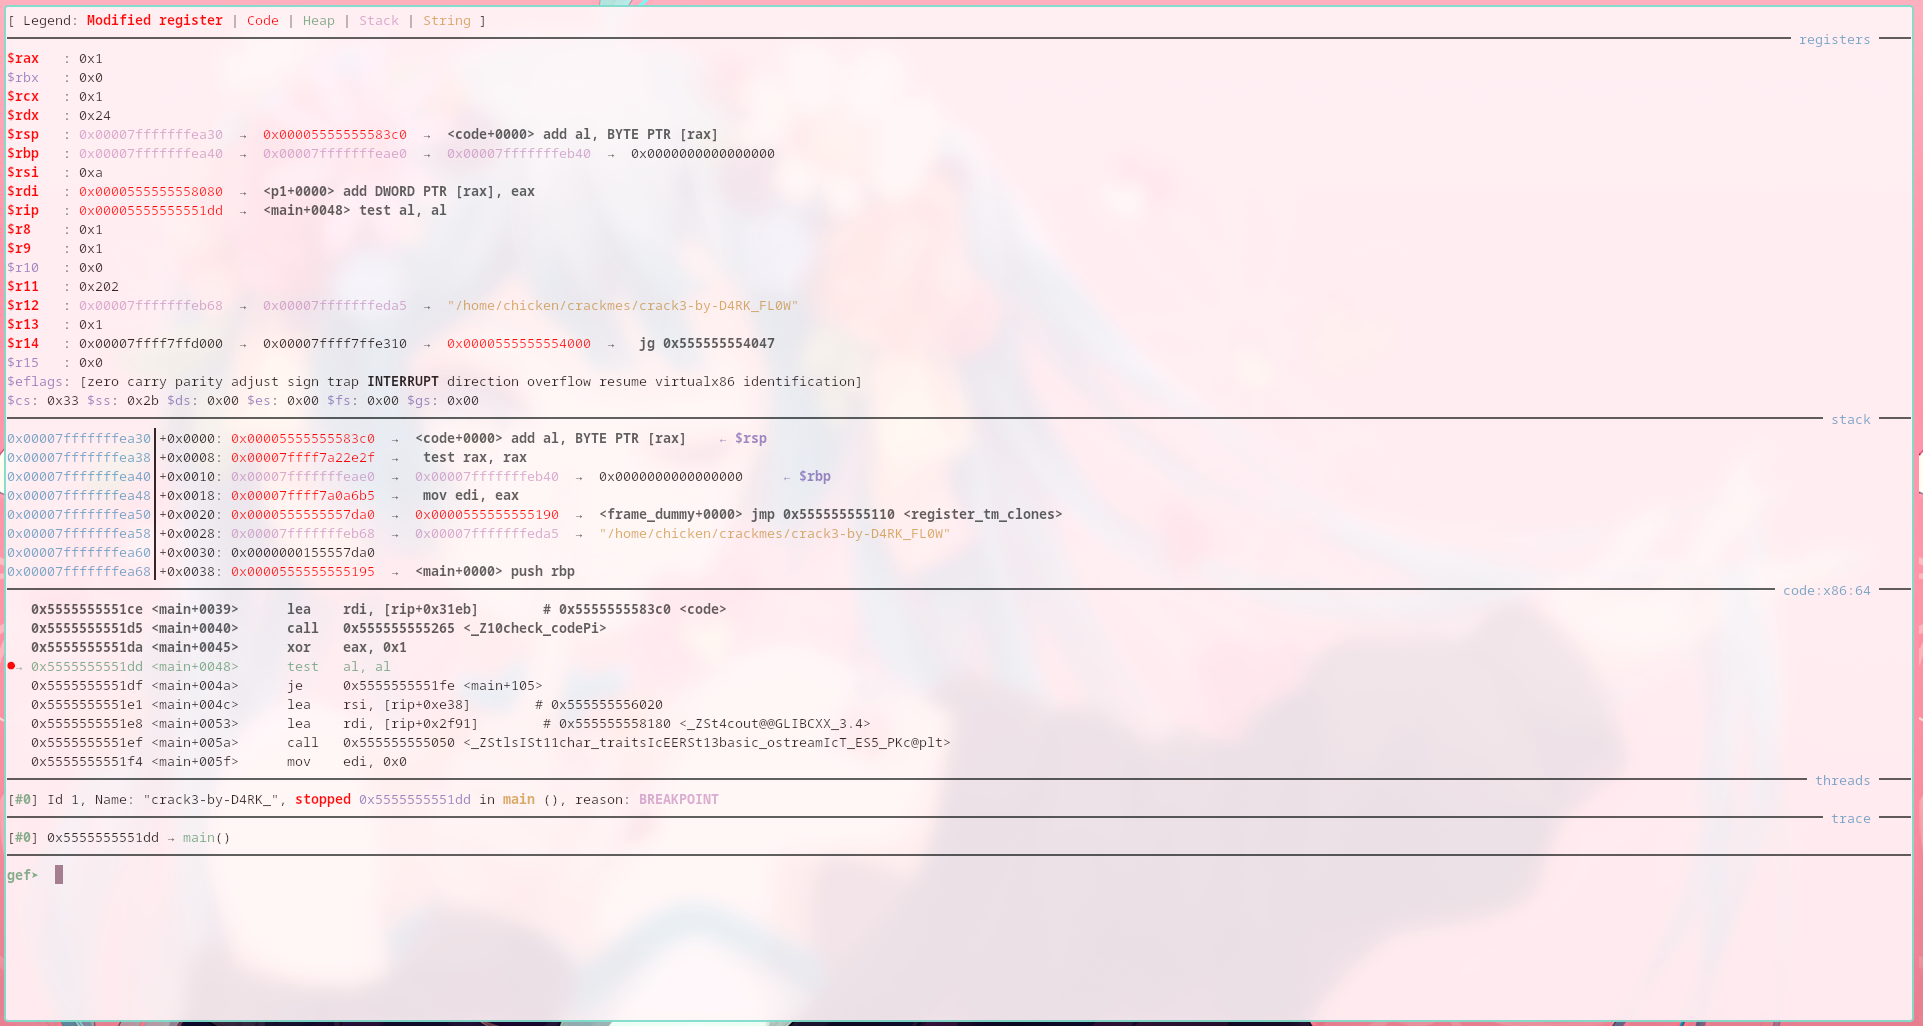 [ Legend: Modified register | Code | Heap | Stack | String ]
registers
$rax   : 0x1
$rbx   : 0x0
$rcx   : 0x1
$rdx   : 0x24
$rsp   : 0x00007fffffffea30  →  0x00005555555583c0  →  <code+0000> add al, BYTE PTR [rax]
$rbp   : 0x00007fffffffea40  →  0x00007fffffffeae0  →  0x00007fffffffeb40  →  0x0000000000000000
$rsi   : 0xa
$rdi   : 0x0000555555558080  →  <p1+0000> add DWORD PTR [rax], eax
$rip   : 0x00005555555551dd  →  <main+0048> test al, al
$r8    : 0x1
$r9    : 0x1
$r10   : 0x0
$r11   : 0x202
$r12   : 0x00007fffffffeb68  →  0x00007fffffffeda5  →  "/home/chicken/crackmes/crack3-by-D4RK_FL0W"
$r13   : 0x1
$r14   : 0x00007ffff7ffd000  →  0x00007ffff7ffe310  →  0x0000555555554000  →   jg 0x555555554047
$r15   : 0x0
$eflags: [zero carry parity adjust sign trap INTERRUPT direction overflow resume virtualx86 identification]
$cs: 0x33 $ss: 0x2b $ds: 0x00 $es: 0x00 $fs: 0x00 $gs: 0x00
stack
0x00007fffffffea30│+0x0000: 0x00005555555583c0  →  <code+0000> add al, BYTE PTR [rax]    ← $rsp
0x00007fffffffea38│+0x0008: 0x00007ffff7a22e2f  →   test rax, rax
0x00007fffffffea40│+0x0010: 0x00007fffffffeae0  →  0x00007fffffffeb40  →  0x0000000000000000     ← $rbp
0x00007fffffffea48│+0x0018: 0x00007ffff7a0a6b5  →   mov edi, eax
0x00007fffffffea50│+0x0020: 0x0000555555557da0  →  0x0000555555555190  →  <frame_dummy+0000> jmp 0x555555555110 <register_tm_clones>
0x00007fffffffea58│+0x0028: 0x00007fffffffeb68  →  0x00007fffffffeda5  →  "/home/chicken/crackmes/crack3-by-D4RK_FL0W"
0x00007fffffffea60│+0x0030: 0x0000000155557da0
0x00007fffffffea68│+0x0038: 0x0000555555555195  →  <main+0000> push rbp
code:x86:64
0x5555555551ce <main+0039>      lea    rdi, [rip+0x31eb]        # 0x5555555583c0 <code>
0x5555555551d5 <main+0040>      call   0x555555555265 <_Z10check_codePi>
0x5555555551da <main+0045>      xor    eax, 0x1
●→ 0x5555555551dd <main+0048>      test   al, al
0x5555555551df <main+004a>      je     0x5555555551fe <main+105>
0x5555555551e1 <main+004c>      lea    rsi, [rip+0xe38]        # 0x555555556020
0x5555555551e8 <main+0053>      lea    rdi, [rip+0x2f91]        # 0x555555558180 <_ZSt4cout@@GLIBCXX_3.4>
0x5555555551ef <main+005a>      call   0x555555555050 <_ZStlsISt11char_traitsIcEERSt13basic_ostreamIcT_ES5_PKc@plt>
0x5555555551f4 <main+005f>      mov    edi, 0x0
threads
[#0] Id 1, Name: "crack3-by-D4RK_", stopped 0x5555555551dd in main (), reason: BREAKPOINT
trace
[#0] 0x5555555551dd → main()
gef➤